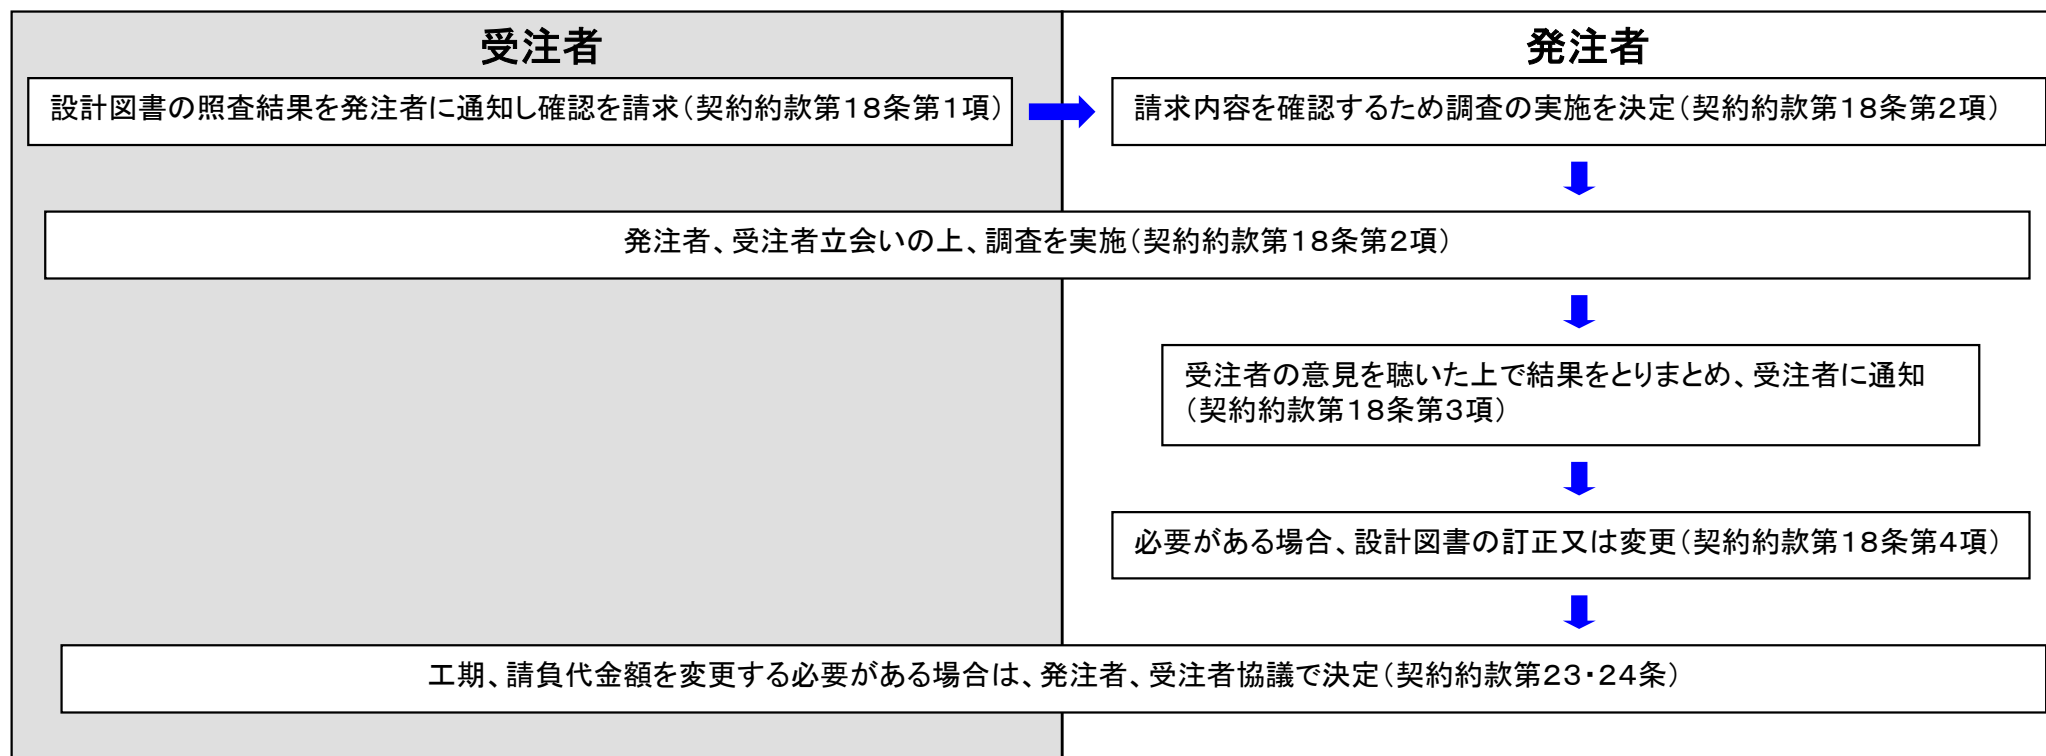 受注者
発注者
設計図書の照査結果を発注者に通知し確認を請求(契約約款第18条第1項)
請求内容を確認するため調査の実施を決定(契約約款第18条第2項)
発注者、受注者立会いの上、調査を実施(契約約款第18条第2項)
受注者の意見を聴いた上で結果をとりまとめ、受注者に通知
(契約約款第18条第3項)
必要がある場合、設計図書の訂正又は変更(契約約款第18条第4項)
工期、請負代金額を変更する必要がある場合は、発注者、受注者協議で決定(契約約款第23・24条)